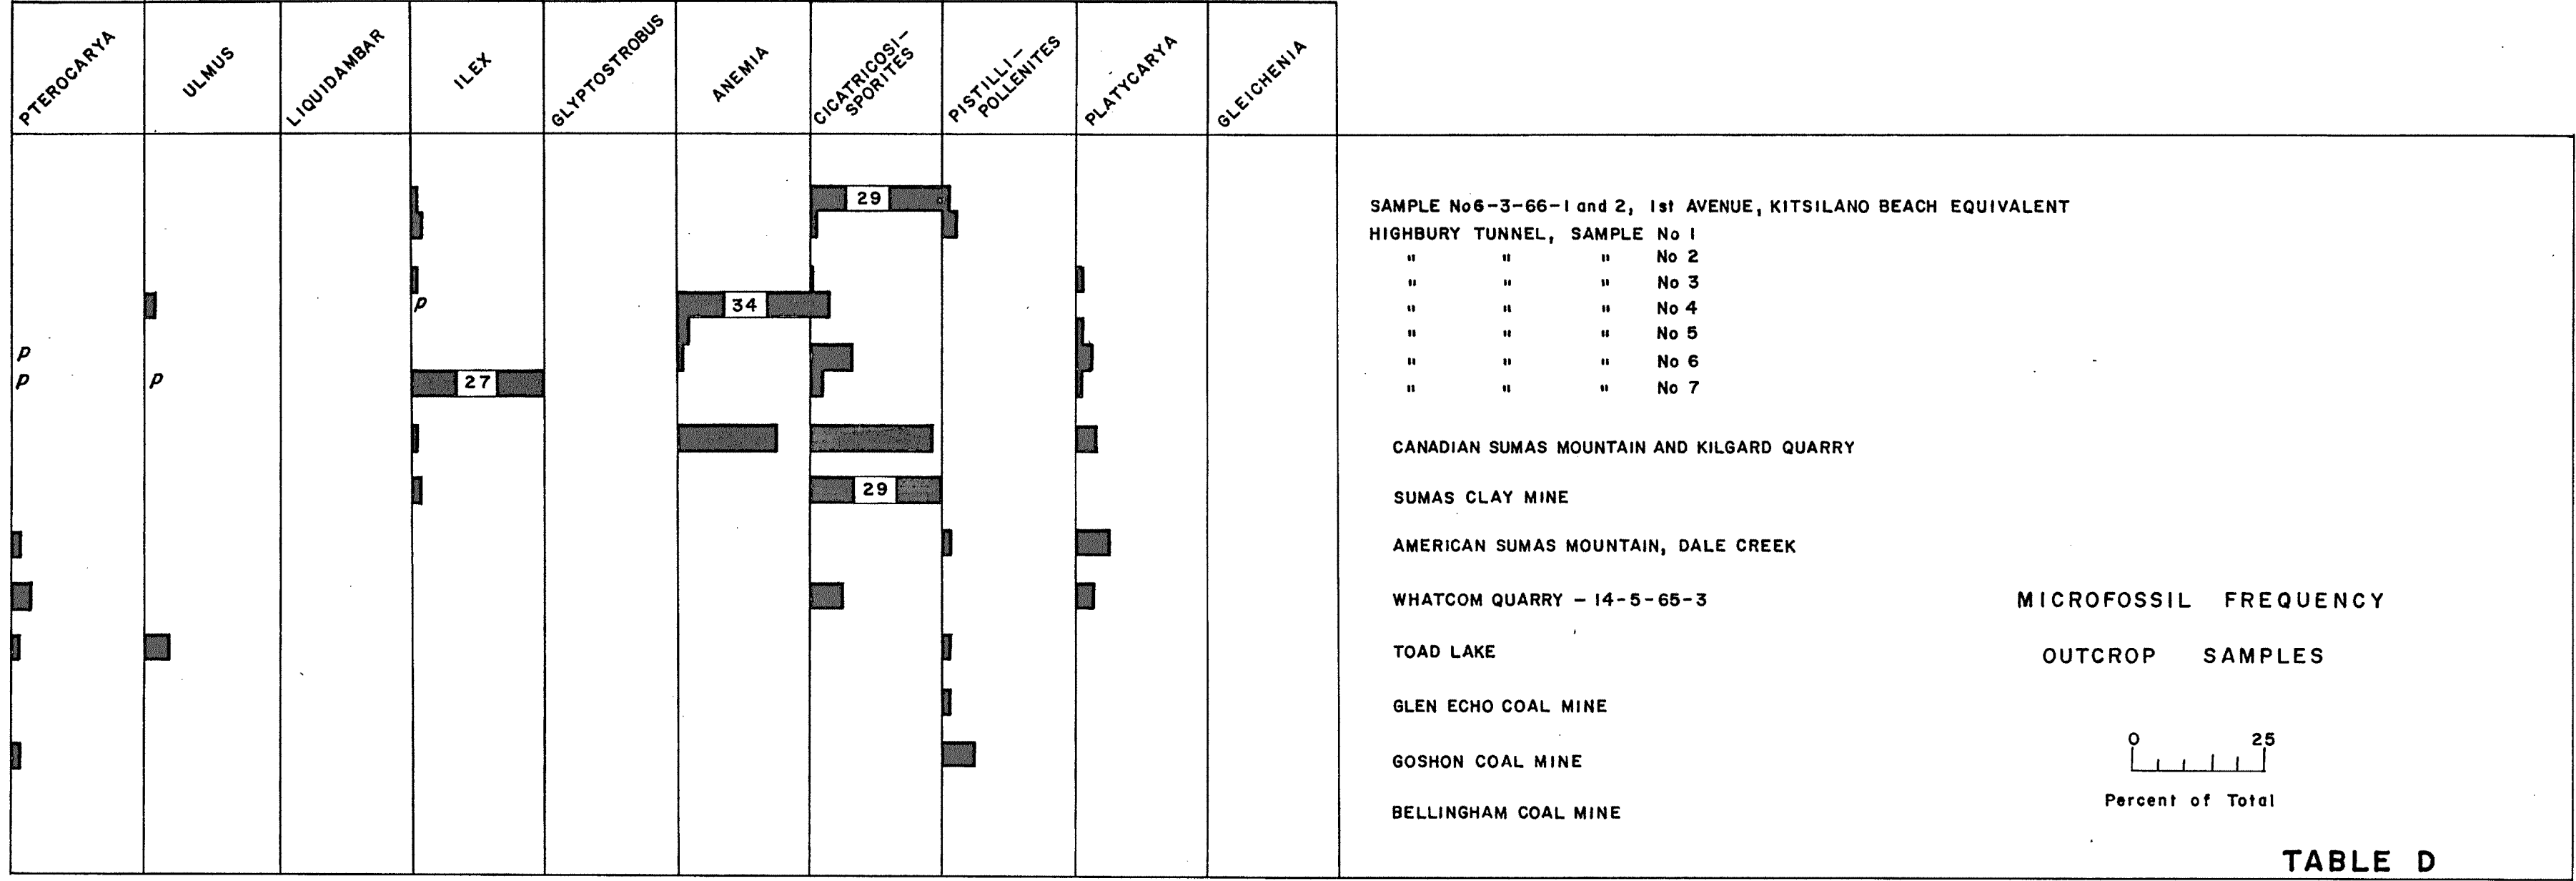 PTEROCARYA
ULMUS
LIQUIDAMBAR
ILEX
GLYPTOSTROBUS
ANEMIA
CICATRICOSI-
SPORITES
PISTILLI-
POLLENITES
PLATYCARYA
GLEICHENIA
29
SAMPLE No6-3-66-1 and 2, 1st AVENUE, KITSILANO BEACH EQUIVALENT
HIGHBURY TUNNEL, SAMPLE No 1
" " " No 2
" " " No 3
p 34 " " " No 4
" " " No 5
p " " " No 6
p p 27 " " " No 7
CANADIAN SUMAS MOUNTAIN AND KILGARD QUARRY
29 SUMAS CLAY MINE
AMERICAN SUMAS MOUNTAIN, DALE CREEK
WHATCOM QUARRY - 14-5-65-3
MICROFOSSIL FREQUENCY
TOAD LAKE
OUTCROP SAMPLES
GLEN ECHO COAL MINE
0 25
GOSHON COAL MINE
Percent of Total
BELLINGHAM COAL MINE
TABLE D